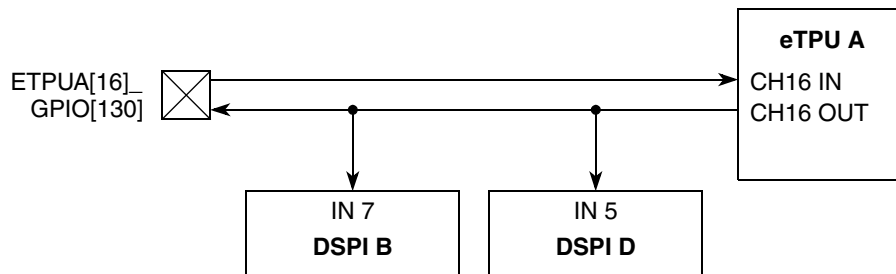 eTPU A
ETPUA[16]_
GPIO[130]
CH16 IN
CH16 OUT
IN 7
DSPI B
IN 5
DSPI D